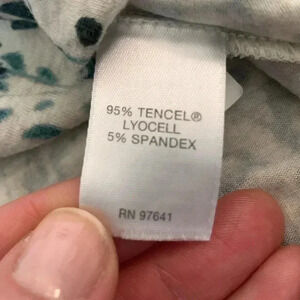 95% TENCEL®
LYOCELL
5% SPANDEX
RN 97641